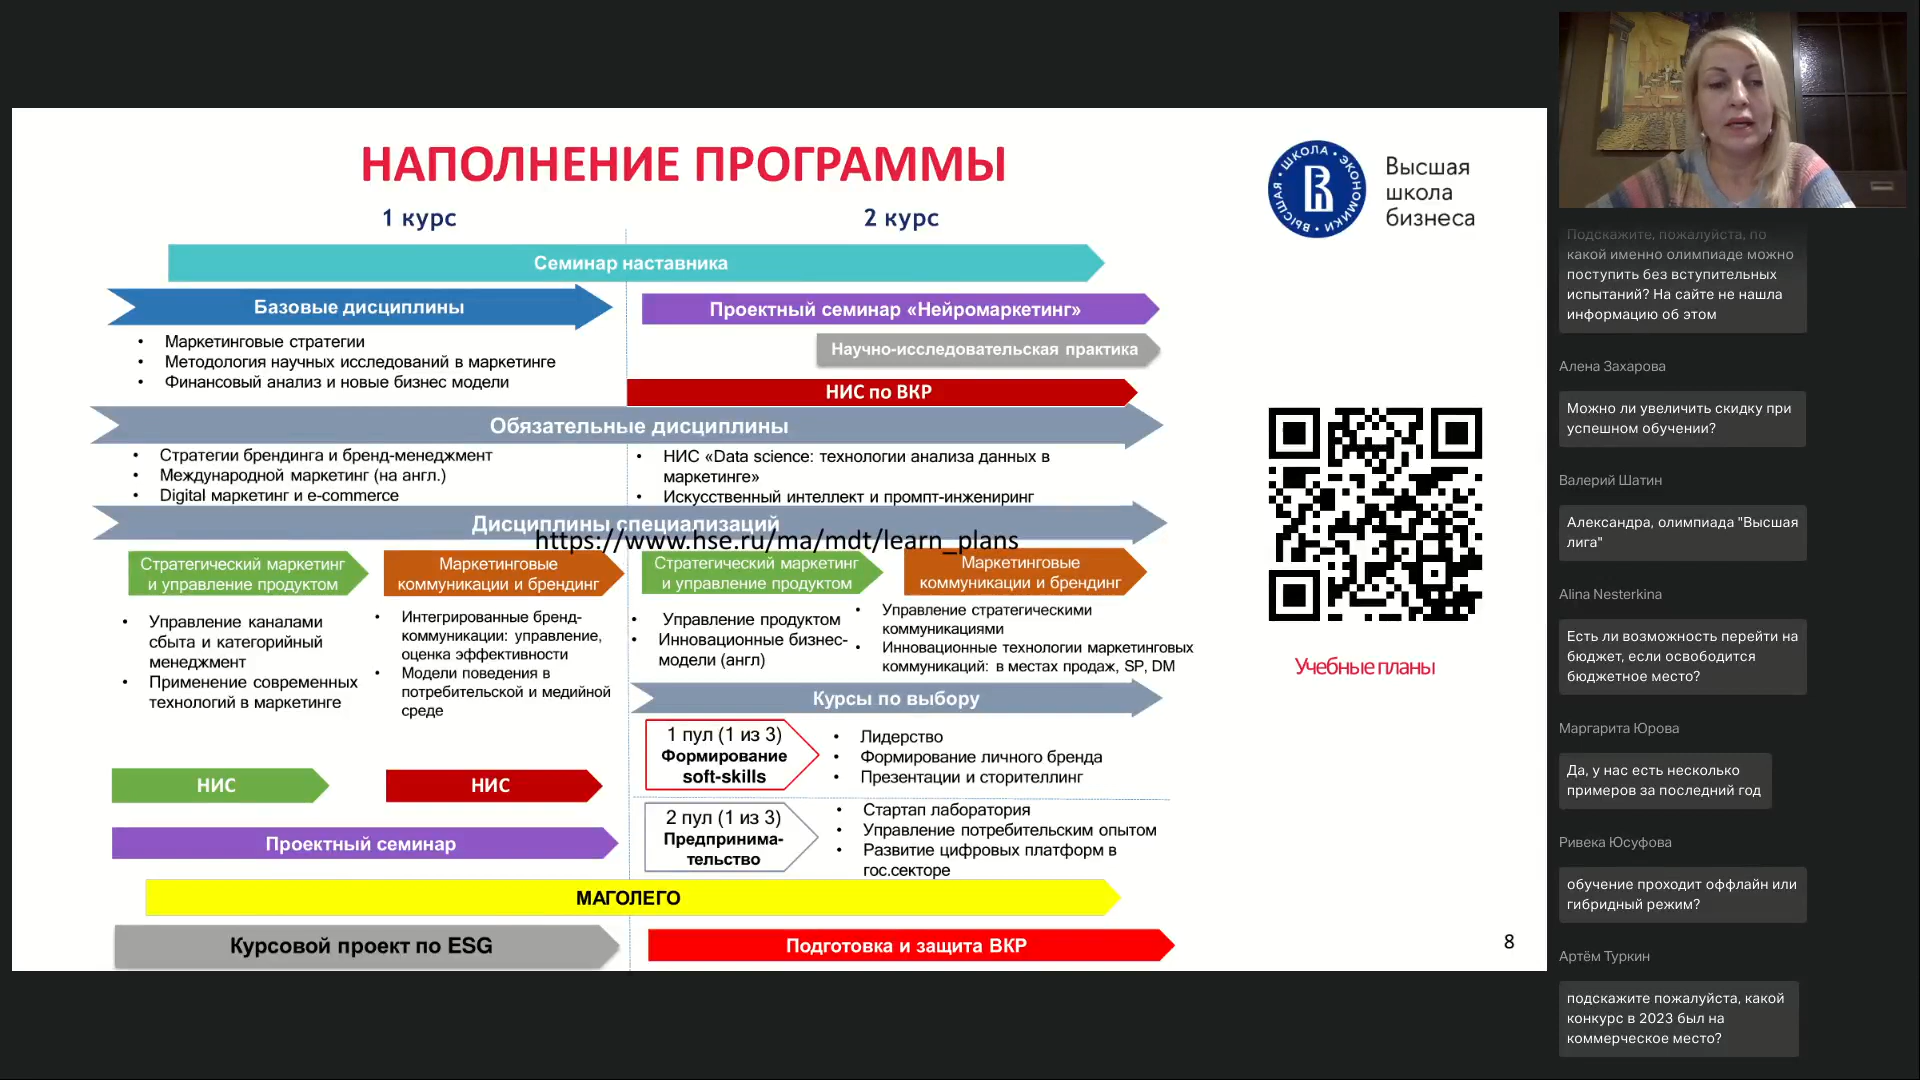 НАПОЛНЕНИЕ ПРОГРАММЫ
1 курс
2 курс
ВЫСШАЯ • ШКОЛА • ЭКОНОМИКИ •
Высшая
школа
бизнеса
Семинар наставника
Базовые дисциплины
• Маркетинговые стратегии
• Методология научных исследований в маркетинге
• Финансовый анализ и новые бизнес модели
Проектный семинар «Нейромаркетинг»
Научно-исследовательская практика
НИС по ВКР
Обязательные дисциплины
• Стратегии брендинга и бренд-менеджмент
• Международной маркетинг (на англ.)
• Digital маркетинг и e-commerce
• НИС «Data science: технологии анализа данных в
маркетинге»
• Искусственный интеллект и промпт-инжениринг
Дисциплины специализаций
https://www.hse.ru/ma/mdt/learn_plans
Стратегический маркетинг
и управление продуктом
• Управление каналами
сбыта и категорийный
менеджмент
• Применение современных
технологий в маркетинге
Маркетинговые
коммуникации и брендинг
• Интегрированные бренд-
коммуникации: управление,
оценка эффективности
• Модели поведения в
потребительской и медийной
среде
Стратегический маркетинг
и управление продуктом
• Управление продуктом
• Инновационные бизнес-
модели (англ)
Маркетинговые
коммуникации и брендинг
• Управление стратегическими
коммуникациями
• Инновационные технологии маркетинговых
коммуникаций: в местах продаж, SP, DM
Курсы по выбору
1 пул (1 из 3)
Формирование
soft-skills
• Лидерство
• Формирование личного бренда
• Презентации и сторителлинг
2 пул (1 из 3)
Предпринима-
тельство
• Стартап лаборатория
• Управление потребительским опытом
• Развитие цифровых платформ в
гос.секторе
НИС
НИС
Проектный семинар
МАГОЛЕГО
Курсовой проект по ESG
Подготовка и защита ВКР
Учебные планы
8
Подскажите, пожалуйста, по
какой именно олимпиаде можно
поступить без вступительных
испытаний? На сайте не нашла
информацию об этом
Алена Захарова
Можно ли увеличить скидку при
успешном обучении?
Валерий Шатин
Александра, олимпиада "Высшая
лига"
Alina Nesterkina
Есть ли возможность перейти на
бюджет, если освободится
бюджетное место?
Маргарита Юрова
Да, у нас есть несколько
примеров за последний год
Ривека Юсуфова
обучение проходит оффлайн или
гибридный режим?
Артём Туркин
подскажите пожалуйста, какой
конкурс в 2023 был на
коммерческое место?